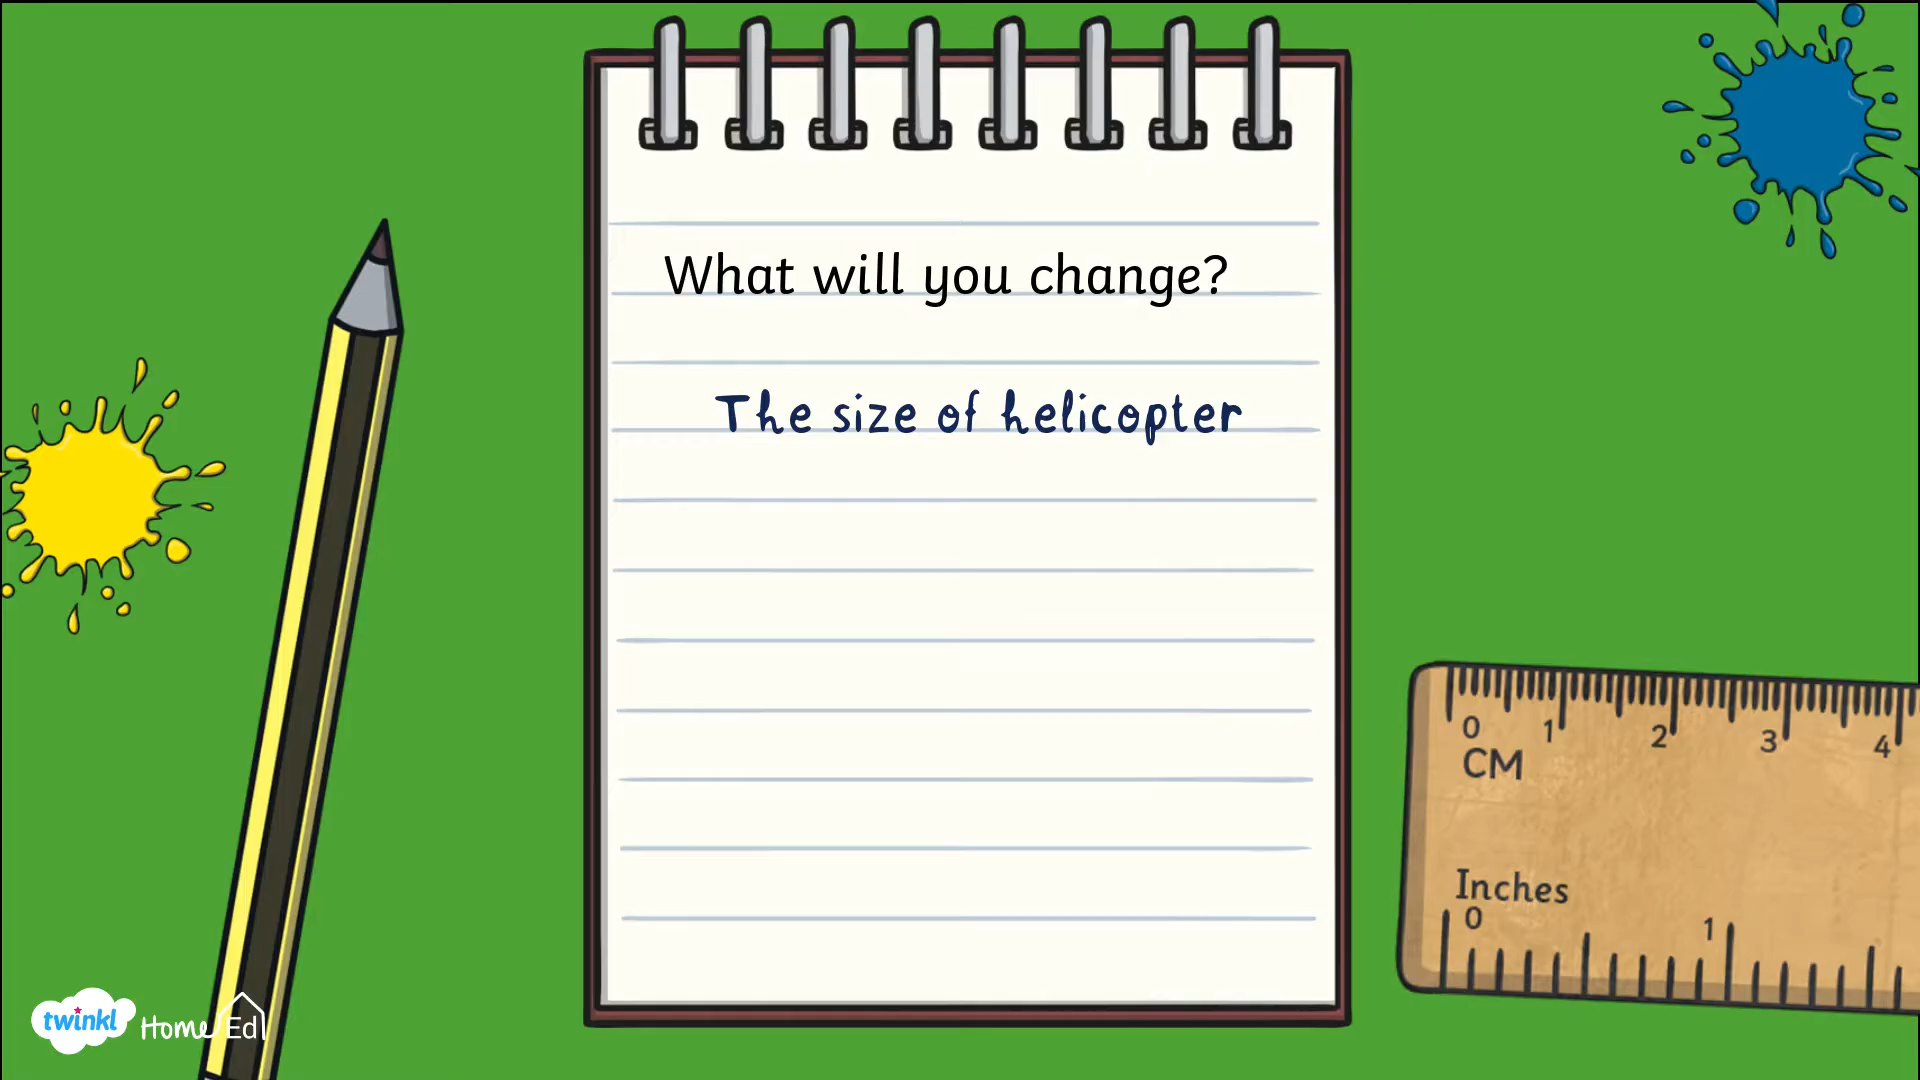 What will you change?
The size of helicopter
0 1 2 3 4
CM
Inches
0 1
twinkl Home Ed